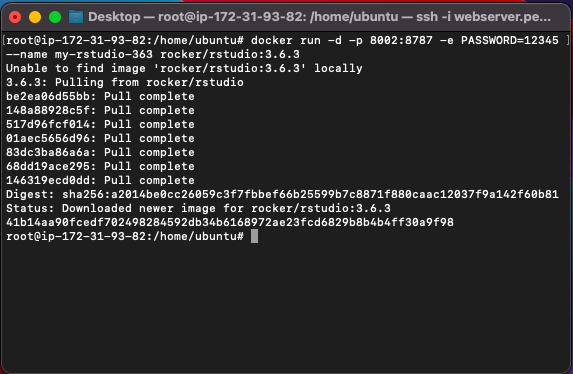 Desktop — root@ip-172-31-93-82: /home/ubuntu — ssh -i webserver.pe...
[root@ip-172-31-93-82:/home/ubuntu# docker run -d -p 8002:8787 -e PASSWORD=12345 ]
--name my-rstudio-363 rocker/rstudio:3.6.3
Unable to find image 'rocker/rstudio:3.6.3' locally
3.6.3: Pulling from rocker/rstudio
be2ea06d55bb: Pull complete
148a88928c5f: Pull complete
517d96fcf014: Pull complete
01aec5656d96: Pull complete
83dc3ba86a6a: Pull complete
68dd19ace295: Pull complete
146319ecd0dd: Pull complete
Digest: sha256:a2014be0cc26059c3f7fbbef66b25599b7c8871f880caac12037f9a142f60b81
Status: Downloaded newer image for rocker/rstudio:3.6.3
41b14aa90fcedf702498284592db34b6168972ae23fcd6829b8b4b4ff30a9f98
root@ip-172-31-93-82:/home/ubuntu#